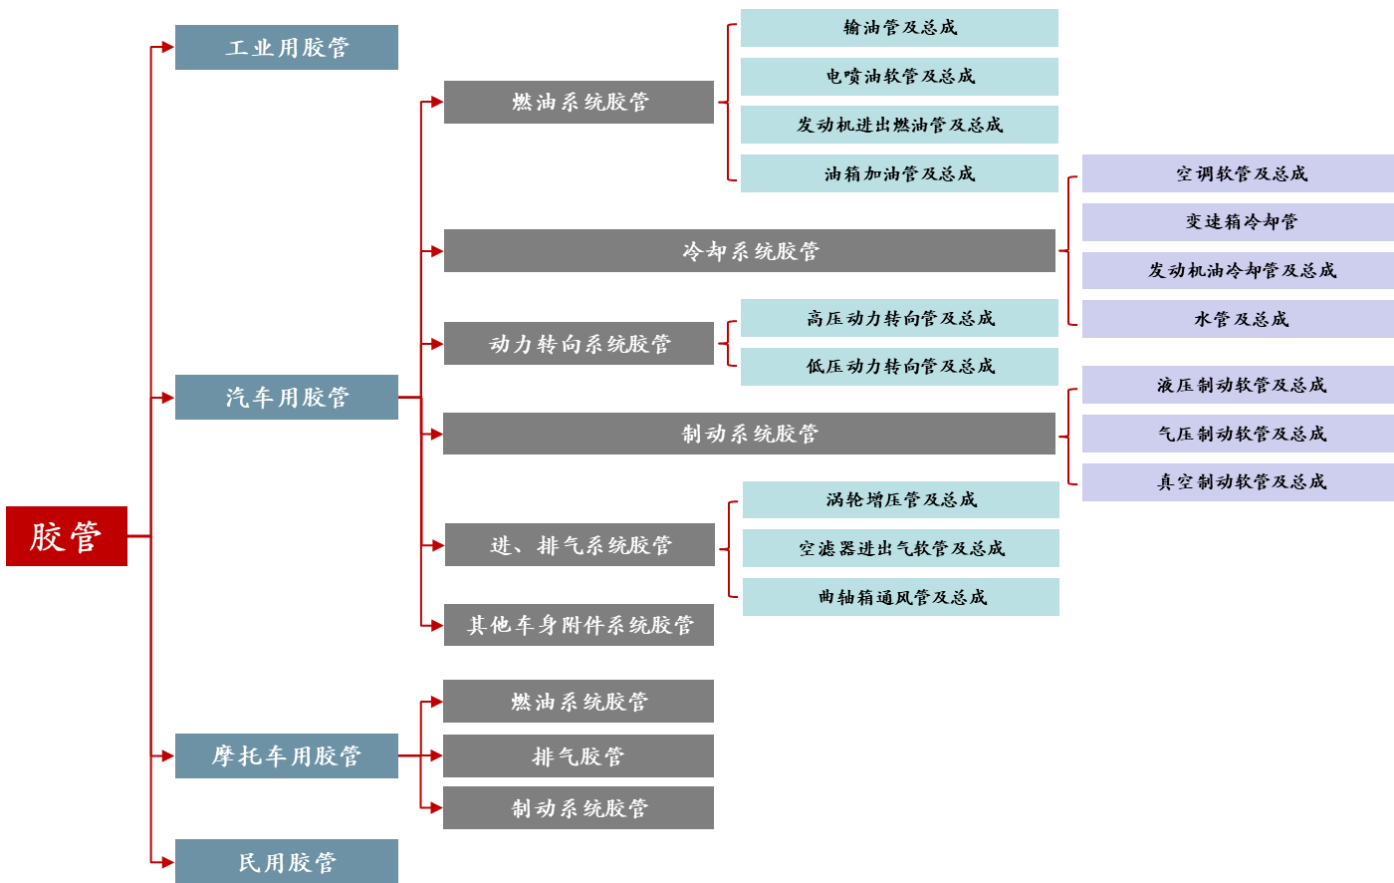 胶管
工业用胶管
汽车用胶管
燃油系统胶管
输油管及总成
电喷油软管及总成
发动机进出燃油管及总成
油箱加油管及总成
冷却系统胶管
空调软管及总成
变速箱冷却管
发动机油冷却管及总成
水管及总成
动力转向系统胶管
高压动力转向管及总成
低压动力转向管及总成
制动系统胶管
液压制动软管及总成
气压制动软管及总成
真空制动软管及总成
进、排气系统胶管
涡轮增压管及总成
空滤器进出气软管及总成
曲轴箱通风管及总成
其他车身附件系统胶管
摩托车用胶管
燃油系统胶管
排气胶管
制动系统胶管
民用胶管